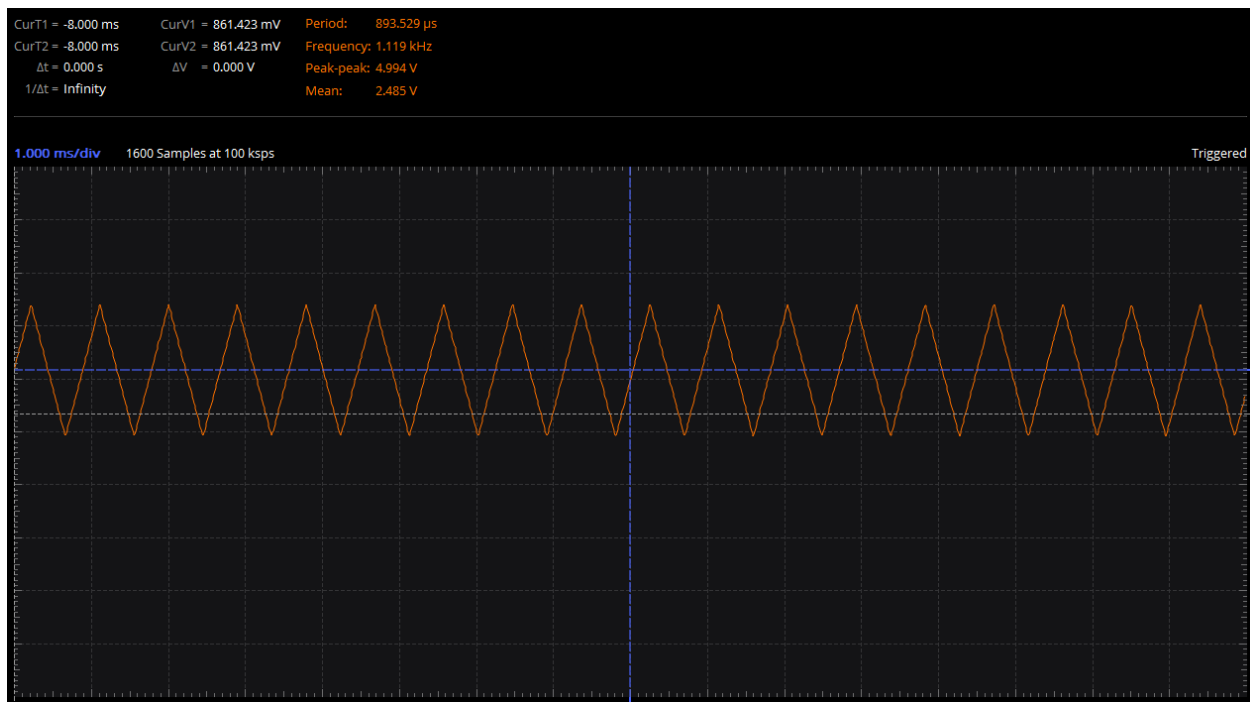 CurT1 = -8.000 ms CurV1 = 861.423 mV Period: 893.529 µs
CurT2 = -8.000 ms CurV2 = 861.423 mV Frequency: 1.119 kHz
Δt = 0.000 s ΔV = 0.000 V Peak-peak: 4.994 V
1/Δt = Infinity Mean: 2.485 V
1.000 ms/div 1600 Samples at 100 ksps Triggered